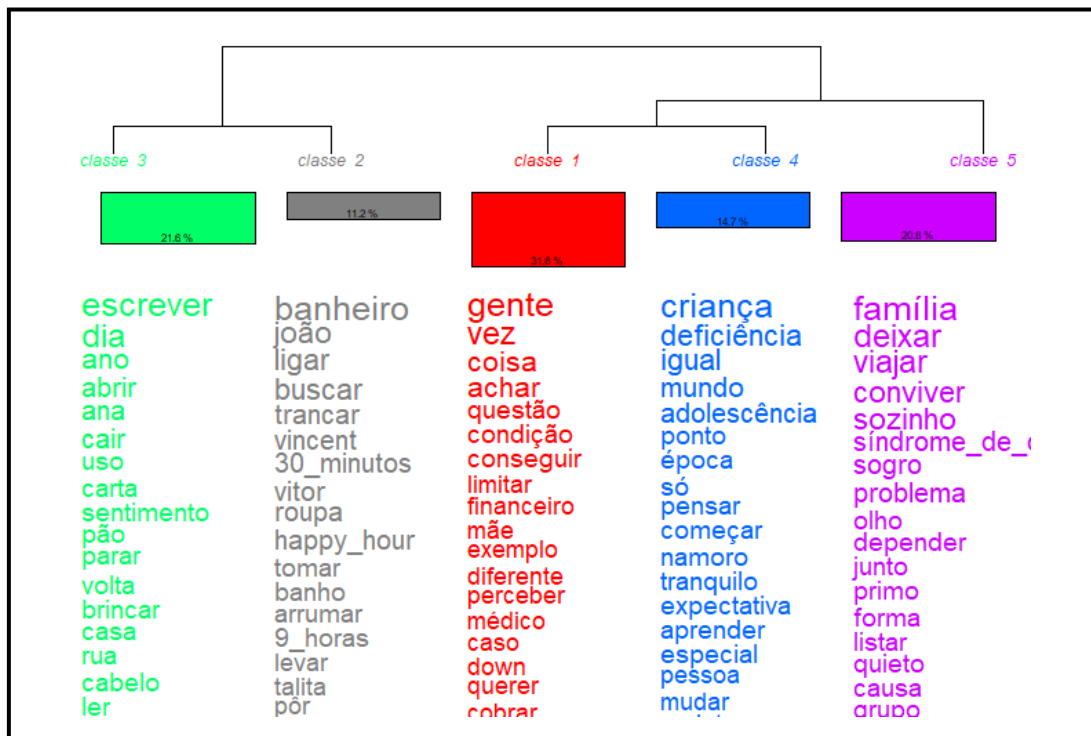 classe 3
classe 2
classe 1
classe 4
classe 5
21.6 %
11.2 %
31.6 %
14.7 %
20.8 %
escrever
dia
ano
abrir
ana
cair
uso
carta
sentimento
pão
parar
volta
brincar
casa
rua
cabelo
ler
banheiro
joão
ligar
buscar
trancar
vincent
30_minutos
vitor
roupa
happy_hour
tomar
banho
arrumar
9_horas
levar
talita
pôr
gente
vez
coisa
achar
questão
condição
conseguir
limitar
financeiro
mãe
exemplo
diferente
perceber
médico
caso
down
querer
cobrar
criança
deficiência
igual
mundo
adolescência
ponto
época
só
pensar
começar
namoro
tranquilo
expectativa
aprender
especial
pessoa
mudar
família
deixar
viajar
conviver
sozinho
síndrome_de_
sogro
problema
olho
depender
junto
primo
forma
listar
quieto
causa
grupo